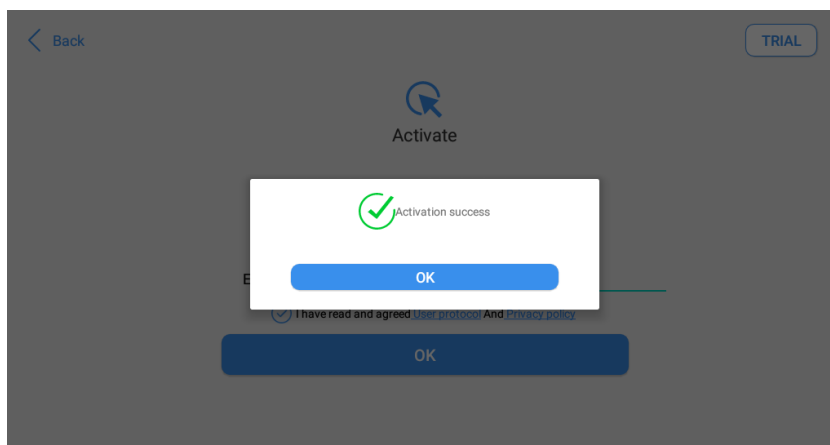 Back
TRIAL
Activate
Activation success
E
OK
I have read and agreed User protocol And Privacy policy
OK